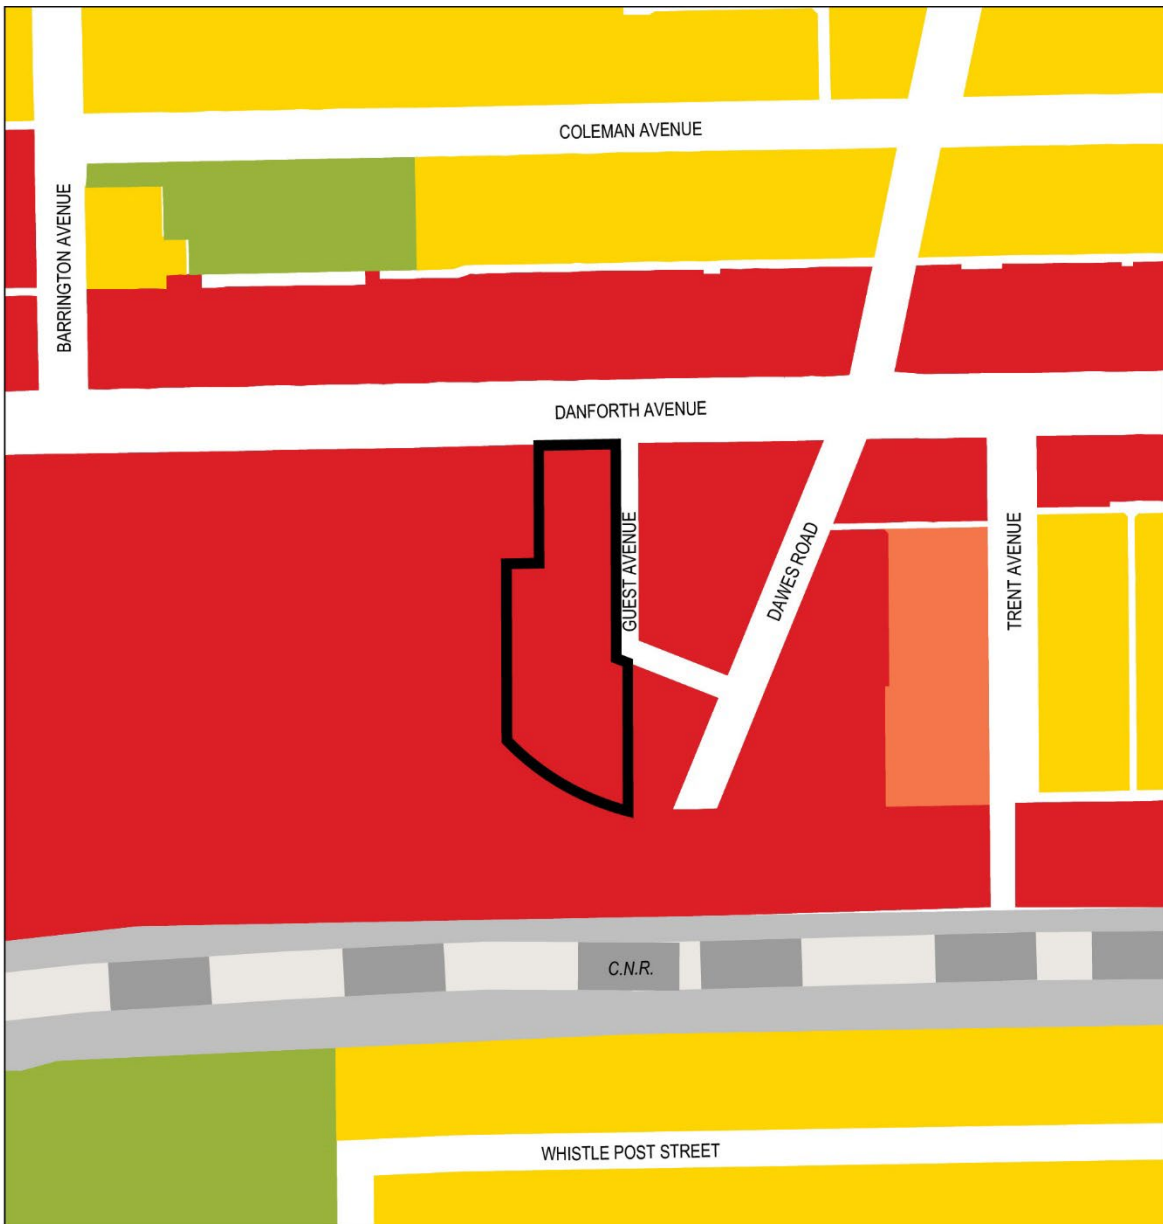 COLEMAN AVENUE
BARRINGTON AVENUE
DANFORTH AVENUE
GUEST AVENUE
DAWES ROAD
TRENT AVENUE
C.N.R.
WHISTLE POST STREET